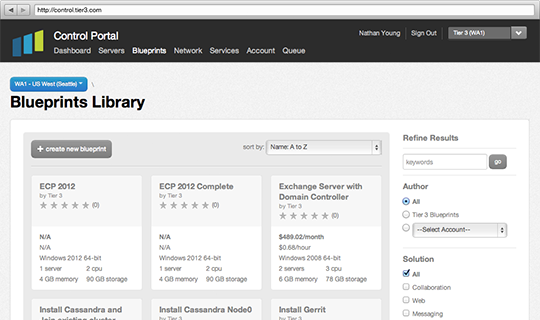 http://control.tier3.com
Control Portal
Nathan Young
Sign Out
Tier 3 (WA1)
Dashboard Servers Blueprints Network Services Account Queue
WA1 - US West (Seattle)
\
Blueprints Library
+ create new blueprint
sort by: Name: A to Z
ECP 2012
by Tier 3
(0)
N/A
N/A
Windows 2012 64-bit
1 server 2 cpu
4 GB memory 90 GB storage
ECP 2012 Complete
by Tier 3
(0)
N/A
N/A
Windows 2012 64-bit
1 server 2 cpu
4 GB memory 90 GB storage
Exchange Server with
Domain Controller
by Tier 3
(0)
$489.02/month
$0.68/hour
Windows 2008 64-bit
2 servers 3 cpu
6 GB memory 78 GB storage
Install Cassandra and
Join existing cluster
Install Cassandra Node0
Install Gerrit
by Tier 3
Refine Results
keywords
go
Author
All
Tier 3 Blueprints
--Select Account--
Solution
All
Collaboration
Web
Messaging